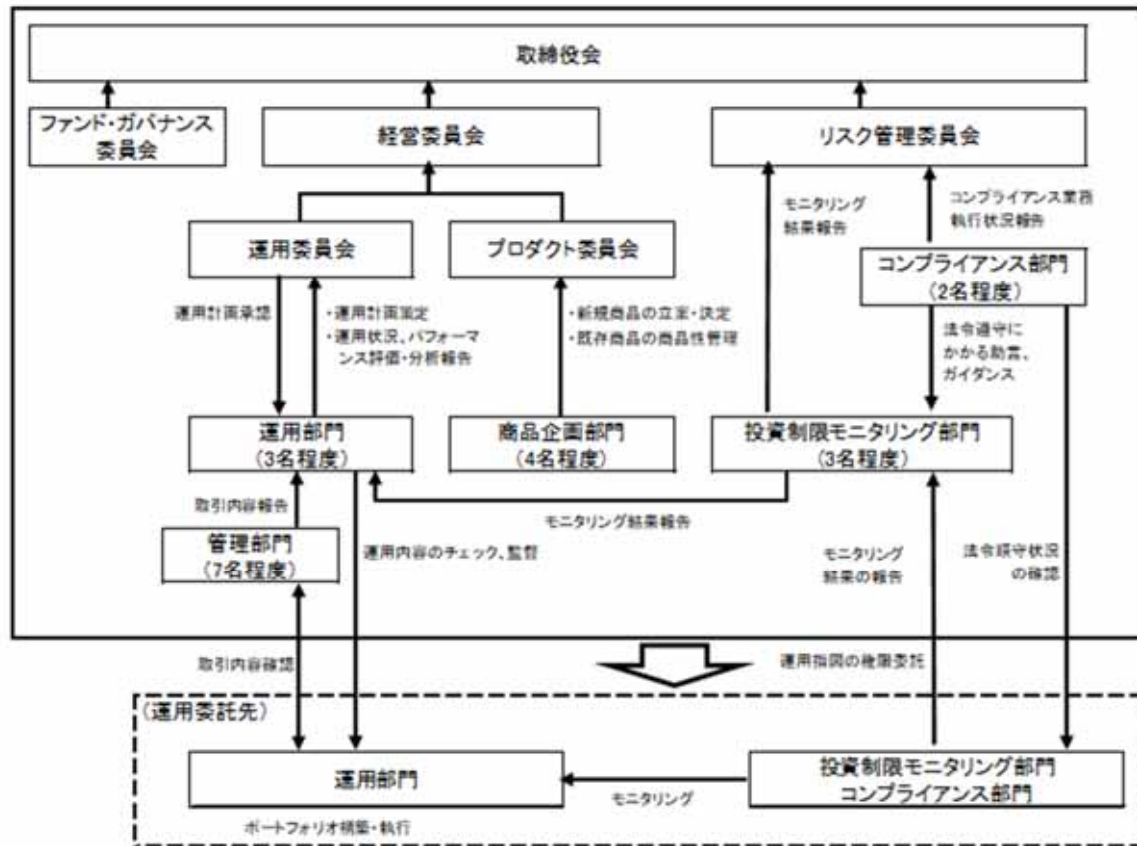 取締役会
ファンド・ガバナンス
委員会
経営委員会
リスク管理委員会
モニタリング
結果報告
コンプライアンス業務
執行状況報告
運用委員会
プロダクト委員会
コンプライアンス部門
(2名程度)
運用計画承認
・運用計画策定
・運用状況、パフォーマ
ンス評価・分析報告
・新規商品の立案・決定
・既存商品の商品性管理
法令遵守に
かかる助言、
ガイダンス
運用部門
(3名程度)
商品企画部門
(4名程度)
投資制限モニタリング部門
(3名程度)
取引内容報告
モニタリング結果報告
管理部門
(7名程度)
運用内容のチェック、監督
モニタリング
結果の報告
法令順守状況
の確認
取引内容確認
運用指図の権限委託
(運用委託先)
運用部門
モニタリング
投資制限モニタリング部門
コンプライアンス部門
ポートフォリオ構築・執行